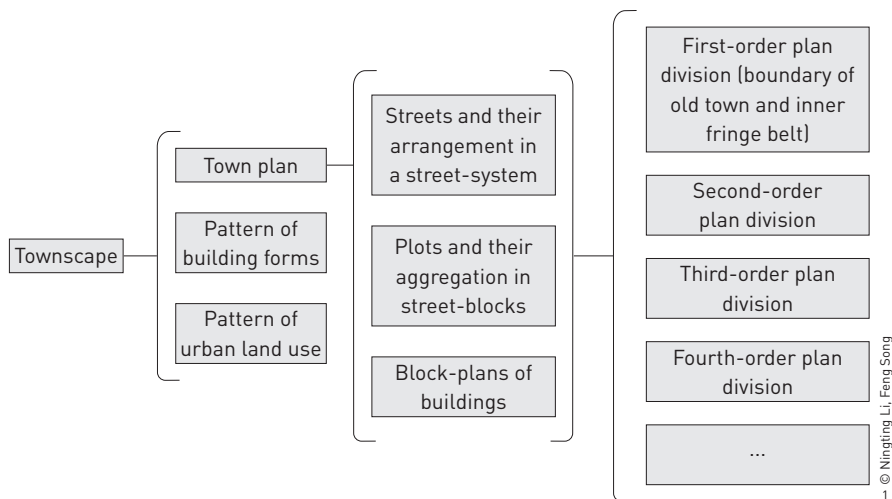 Townscape
Town plan
Pattern of
building forms
Pattern of
urban land use
Streets and their
arrangement in
a street-system
Plots and their
aggregation in
street-blocks
Block-plans of
buildings
First-order plan
division (boundary of
old town and inner
fringe belt)
Second-order
plan division
Third-order plan
division
Fourth-order plan
division
...
1 © Ningting Li, Feng Song